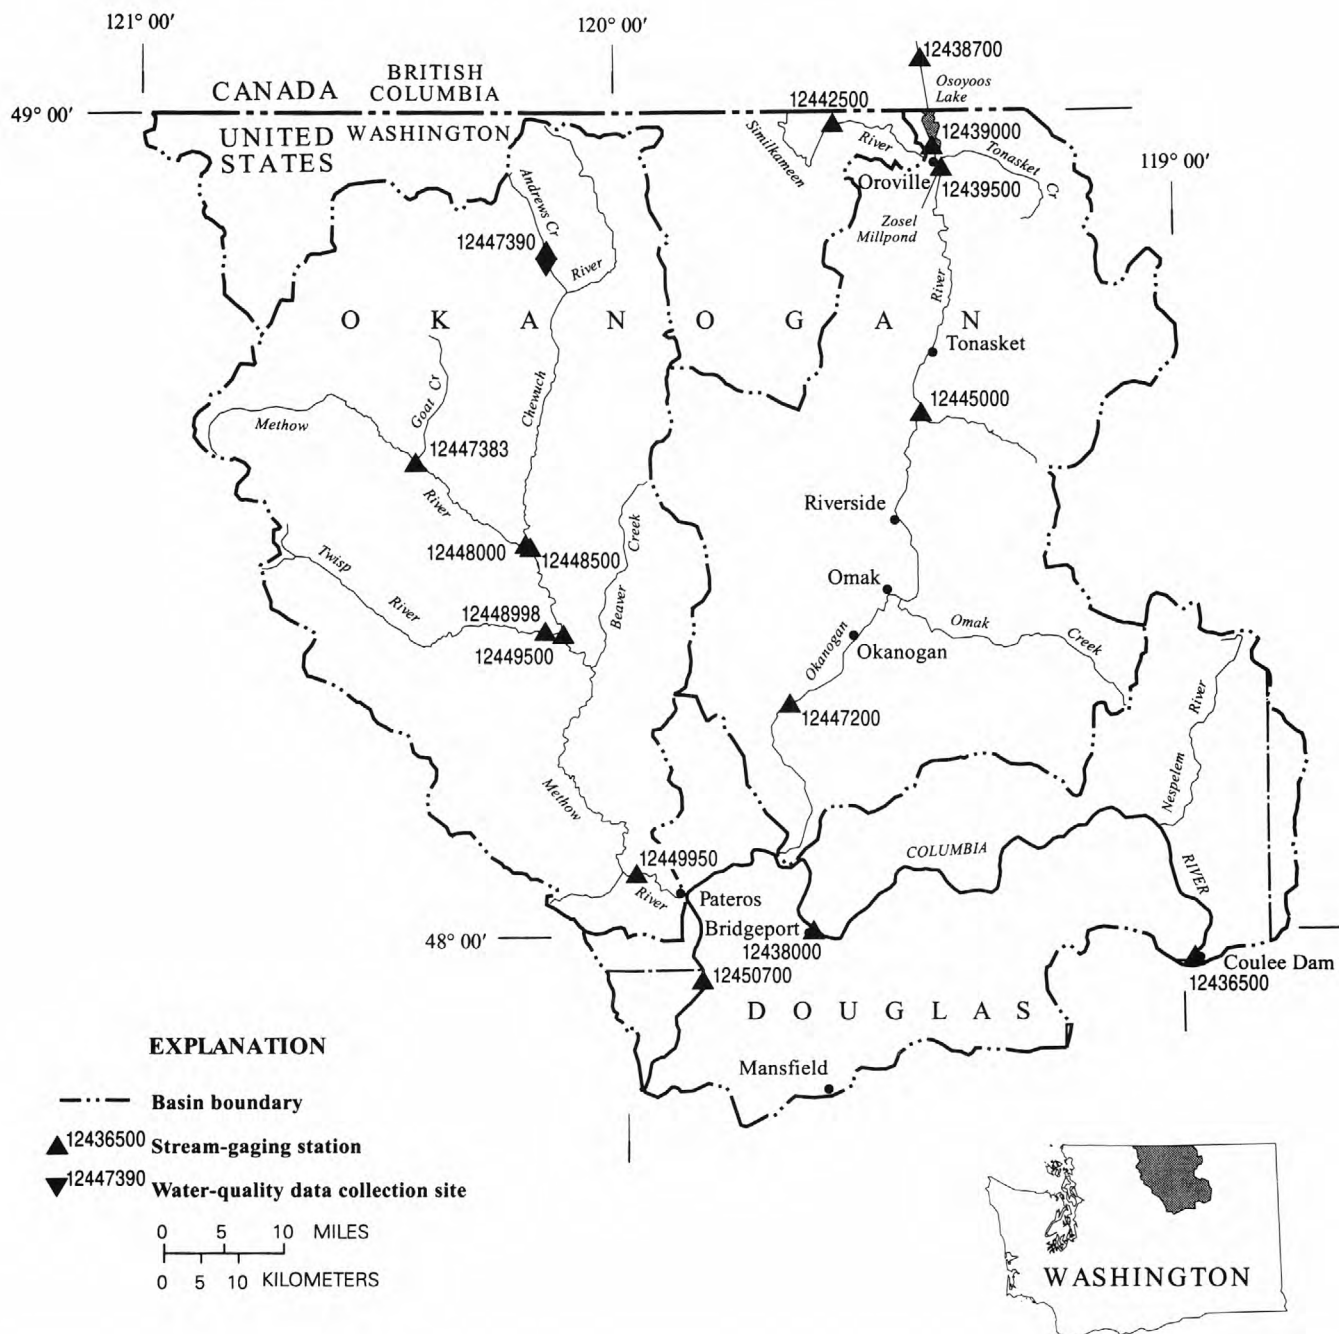 121° 00′
120° 00′
12438700
CANADA
BRITISH
COLUMBIA
Osoyoos
Lake
49° 00′
12442500
UNITED
STATES
WASHINGTON
Similkameen
River
12439000
Tonasket
Cr
119° 00′
Oroville
12439500
Zosel
Millpond
Andrews Cr
12447390
River
River
O K A N O G A N
Tonasket
Goat Cr
Chewuch
12445000
Methow
12447383
River
Riverside
Creek
12448000
12448500
Twisp
Omak
River
12448998
Beaver
Omak
Creek
12449500
Okanogan
Okanogan
12447200
River
Nespelem
Methow
COLUMBIA
RIVER
12449950
River
Pateros
Bridgeport
12438000
48° 00′
12450700
Coulee Dam
12436500
D O U G L A S
Mansfield
EXPLANATION
Basin boundary
12436500 Stream-gaging station
12447390 Water-quality data collection site
0 5 10 MILES
0 5 10 KILOMETERS
WASHINGTON